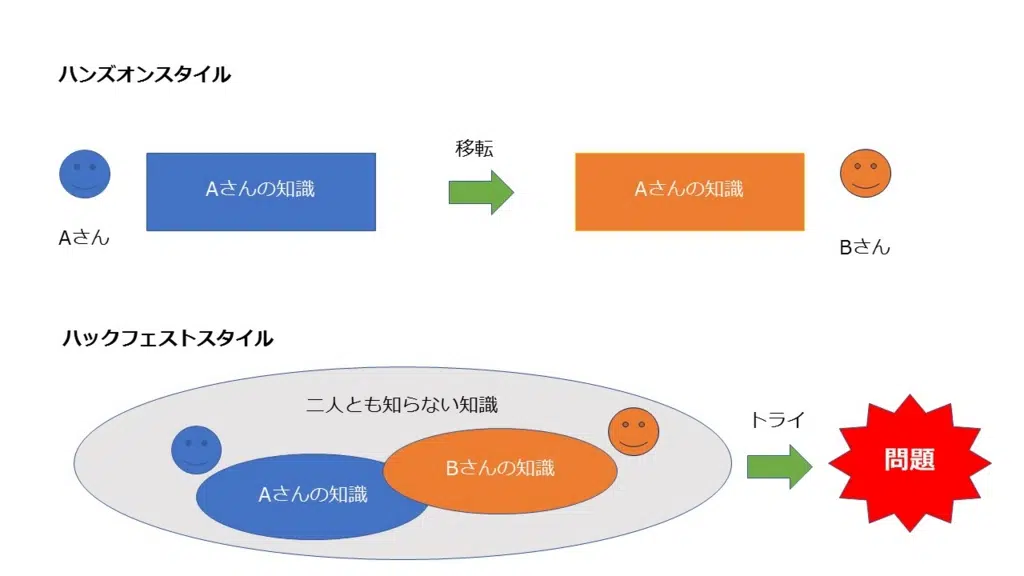 ハンズオンスタイル
移転
Aさんの知識
Aさんの知識
Aさん
Bさん
ハックフェストスタイル
二人とも知らない知識
トライ
Bさんの知識
問題
Aさんの知識